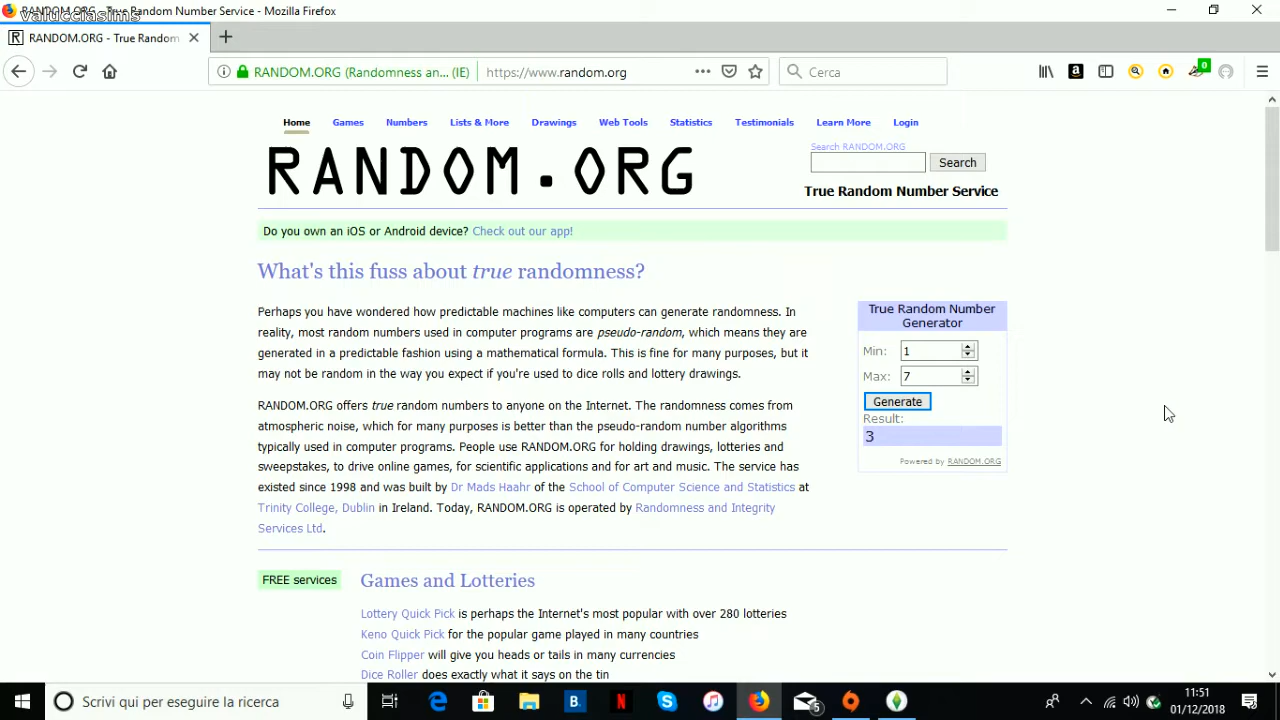 RANDOM.ORG - True Random Number Service - Mozilla Firefox
valucciasims
RANDOM.ORG - True Random
RANDOM.ORG (Randomness an... (IE)
https://www.random.org
Cerca
0
Home Games Numbers Lists & More Drawings Web Tools Statistics Testimonials Learn More Login
RANDOM.ORG
Search RANDOM.ORG
Search
True Random Number Service
Do you own an iOS or Android device? Check out our app!
What's this fuss about true randomness?
Perhaps you have wondered how predictable machines like computers can generate randomness. In
reality, most random numbers used in computer programs are pseudo-random, which means they are
generated in a predictable fashion using a mathematical formula. This is fine for many purposes, but it
may not be random in the way you expect if you're used to dice rolls and lottery drawings.
RANDOM.ORG offers true random numbers to anyone on the Internet. The randomness comes from
atmospheric noise, which for many purposes is better than the pseudo-random number algorithms
typically used in computer programs. People use RANDOM.ORG for holding drawings, lotteries and
sweepstakes, to drive online games, for scientific applications and for art and music. The service has
existed since 1998 and was built by Dr Mads Haahr of the School of Computer Science and Statistics at
Trinity College, Dublin in Ireland. Today, RANDOM.ORG is operated by Randomness and Integrity
Services Ltd.
True Random Number
Generator
Min: 1
Max: 7
Generate
Result:
3
Powered by RANDOM.ORG
FREE services
Games and Lotteries
Lottery Quick Pick is perhaps the Internet's most popular with over 280 lotteries
Keno Quick Pick for the popular game played in many countries
Coin Flipper will give you heads or tails in many currencies
Dice Roller does exactly what it says on the tin
Scrivi qui per eseguire la ricerca
B.
N
5
11:51
01/12/2018